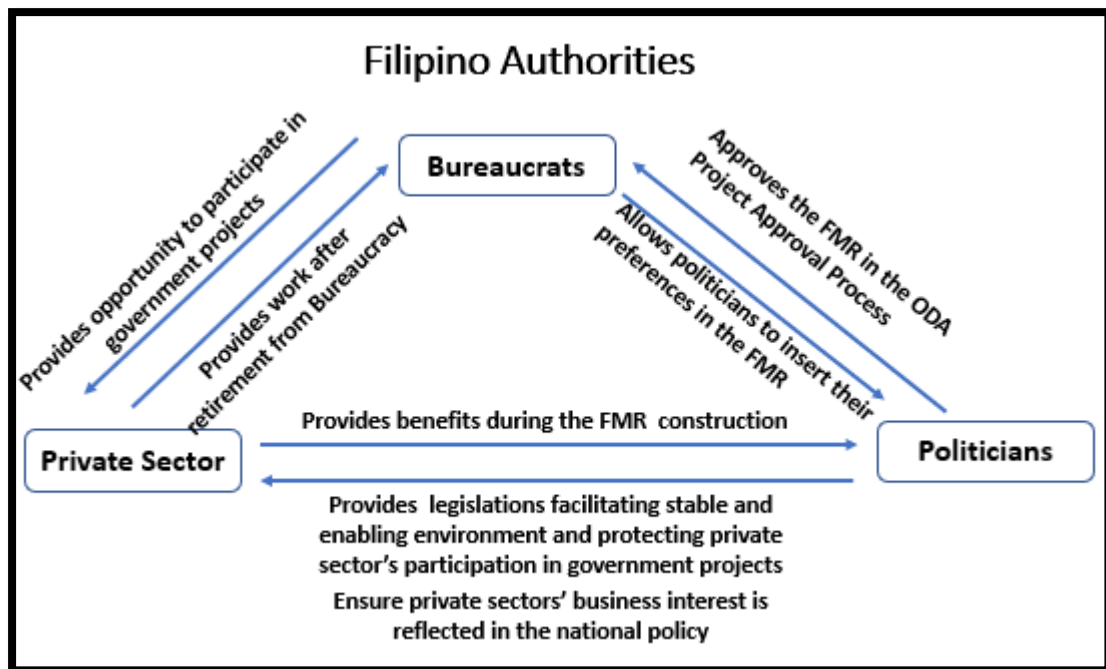 Filipino Authorities
Bureaucrats
Provides opportunity to participate in
government projects
Provides work after
retirement from Bureaucracy
Approves the FMR in the ODA
Project Approval Process
Allows politicians to insert their
preferences in the FMR
Private Sector
Provides benefits during the FMR construction
Politicians
Provides legislations facilitating stable and
enabling environment and protecting private
sector’s participation in government projects
Ensure private sectors’ business interest is
reflected in the national policy